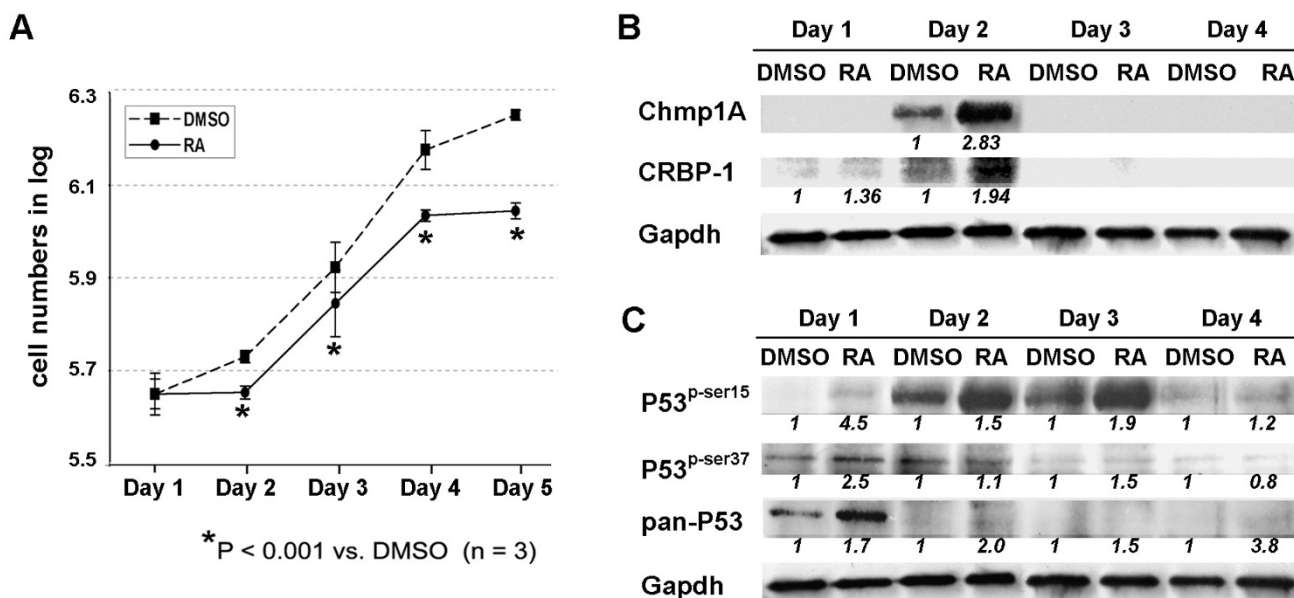 A
cell numbers in log
6.3
6.1
5.9
5.7
5.5
DMSO
RA
*
*
*
*
Day 1 Day 2 Day 3 Day 4 Day 5
*P < 0.001 vs. DMSO (n = 3)
B
Day 1 Day 2 Day 3 Day 4
DMSO RA DMSO RA DMSO RA DMSO RA
Chmp1A
1 2.83
CRBP-1
1 1.36 1 1.94
Gapdh
C
Day 1 Day 2 Day 3 Day 4
DMSO RA DMSO RA DMSO RA DMSO RA
P53p-ser15
1 4.5 1 1.5 1 1.9 1 1.2
P53p-ser37
1 2.5 1 1.1 1 1.5 1 0.8
pan-P53
1 1.7 1 2.0 1 1.5 1 3.8
Gapdh